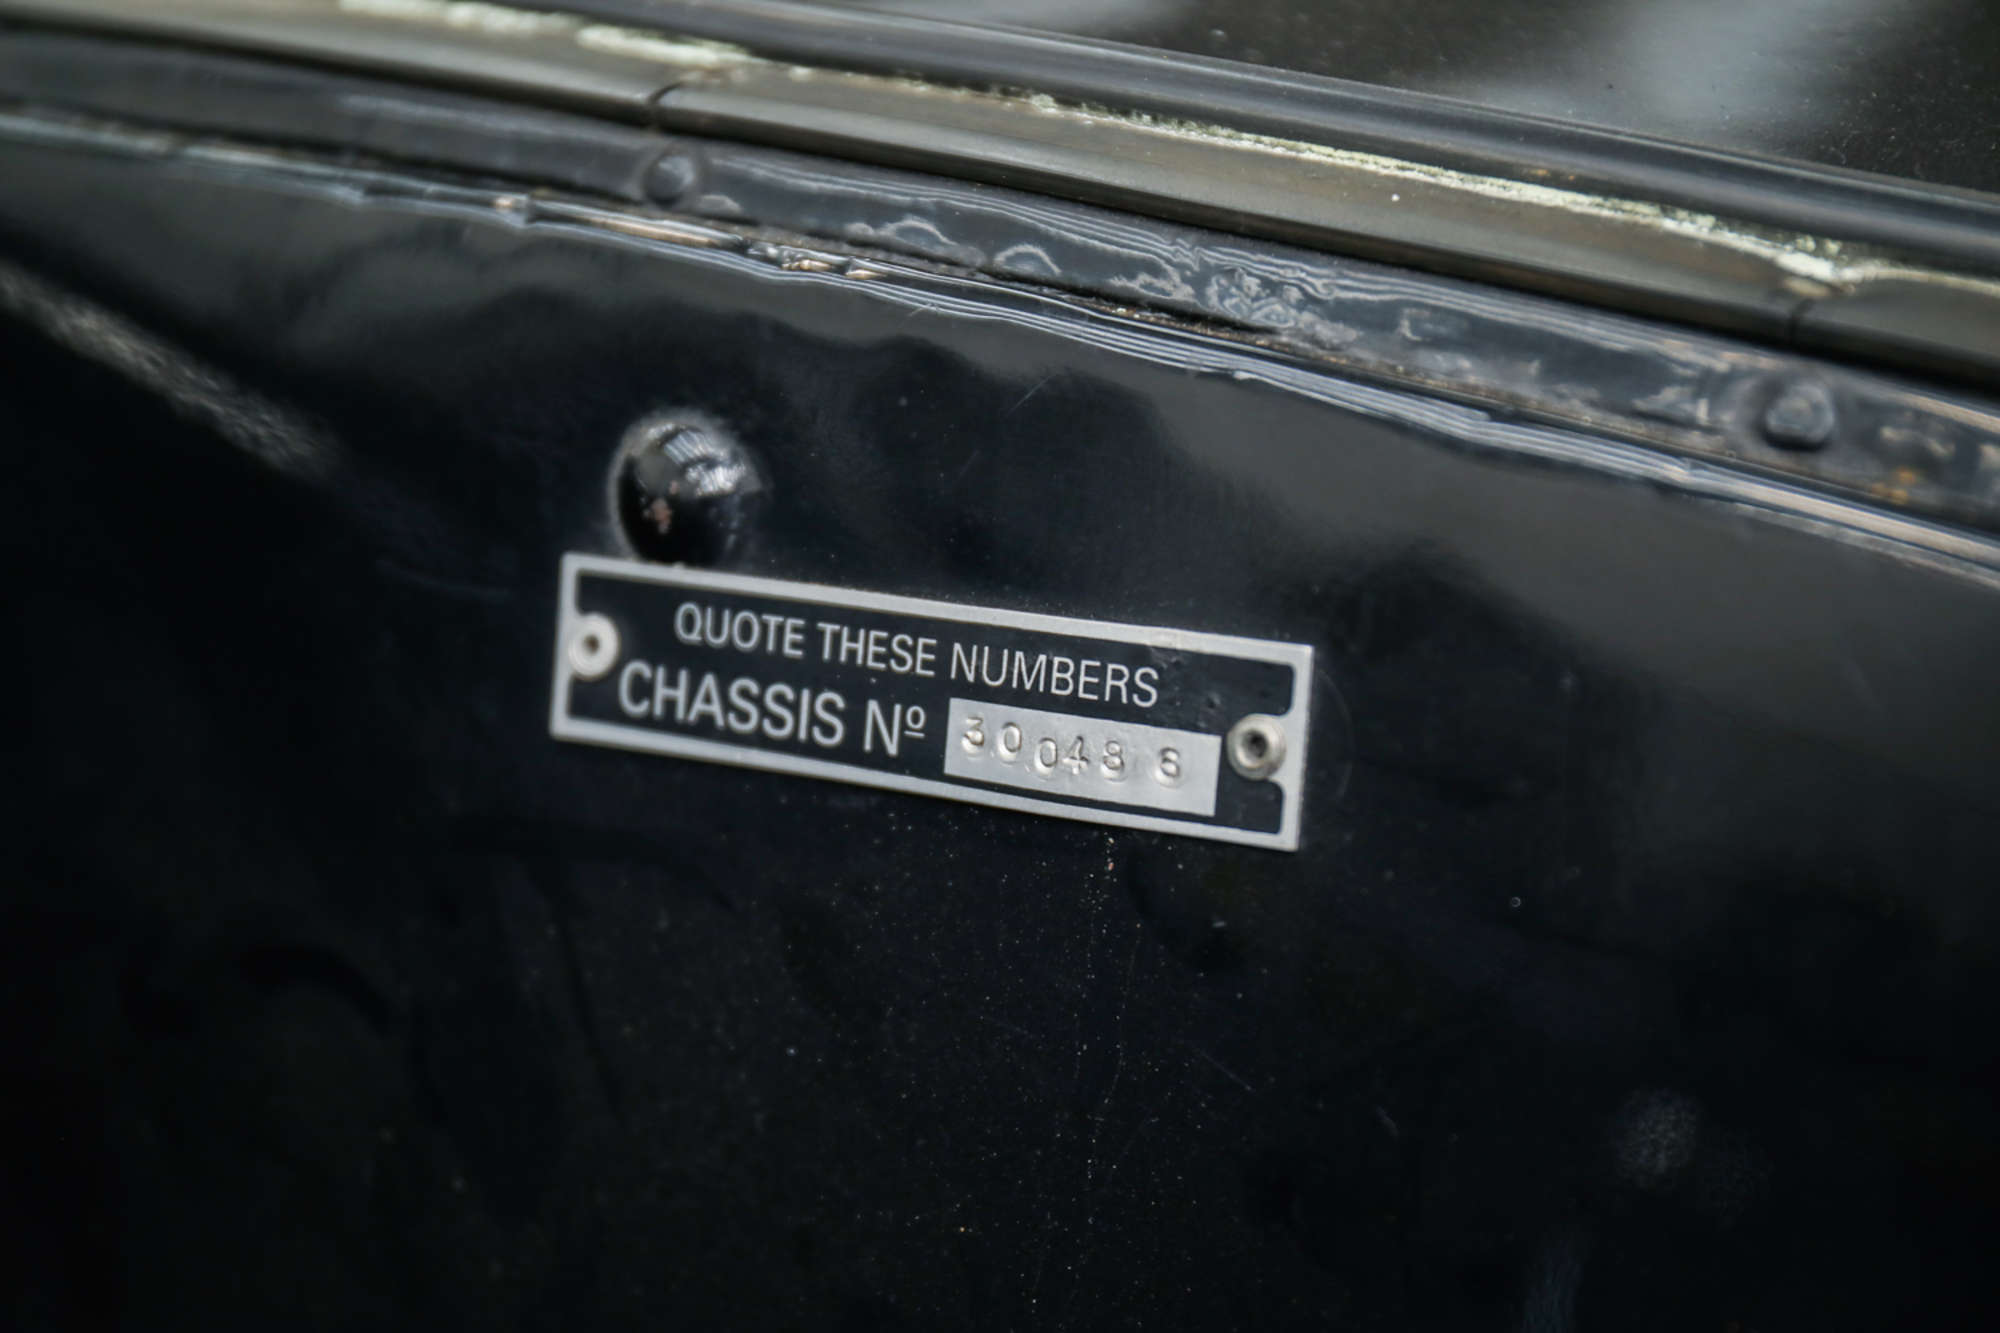 QUOTE THESE NUMBERS
CHASSIS Nº 300486